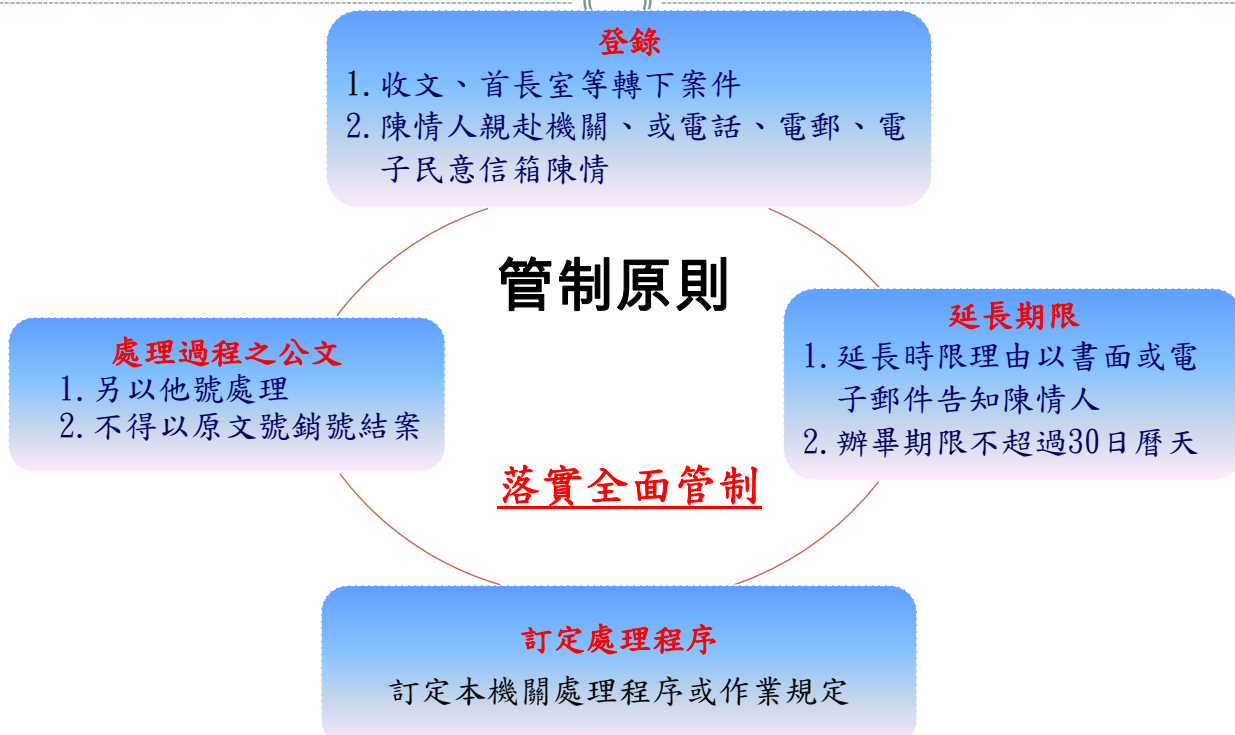 登錄
1. 收文、首長室等轉下案件
2. 陳情人親赴機關、或電話、電郵、電
子民意信箱陳情
管制原則
延長期限
1. 延長時限理由以書面或電
子郵件告知陳情人
2. 辦畢期限不超過30日曆天
處理過程之公文
1. 另以他號處理
2. 不得以原文號銷號結案
落實全面管制
訂定處理程序
訂定本機關處理程序或作業規定